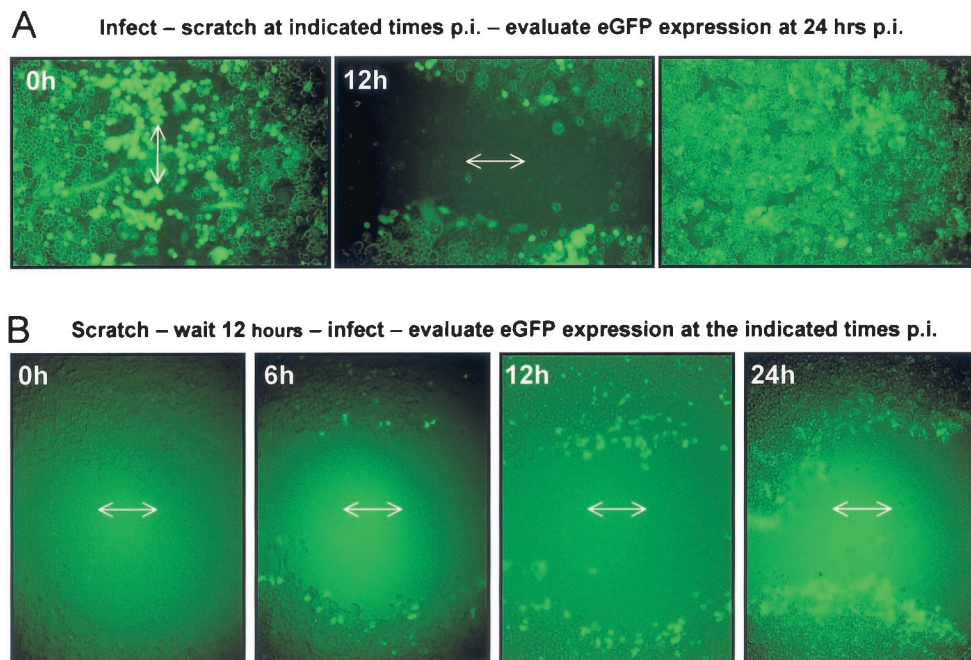 A
Infect – scratch at indicated times p.i. – evaluate eGFP expression at 24 hrs p.i.
0h
12h
B
Scratch – wait 12 hours – infect – evaluate eGFP expression at the indicated times p.i.
0h
6h
12h
24h